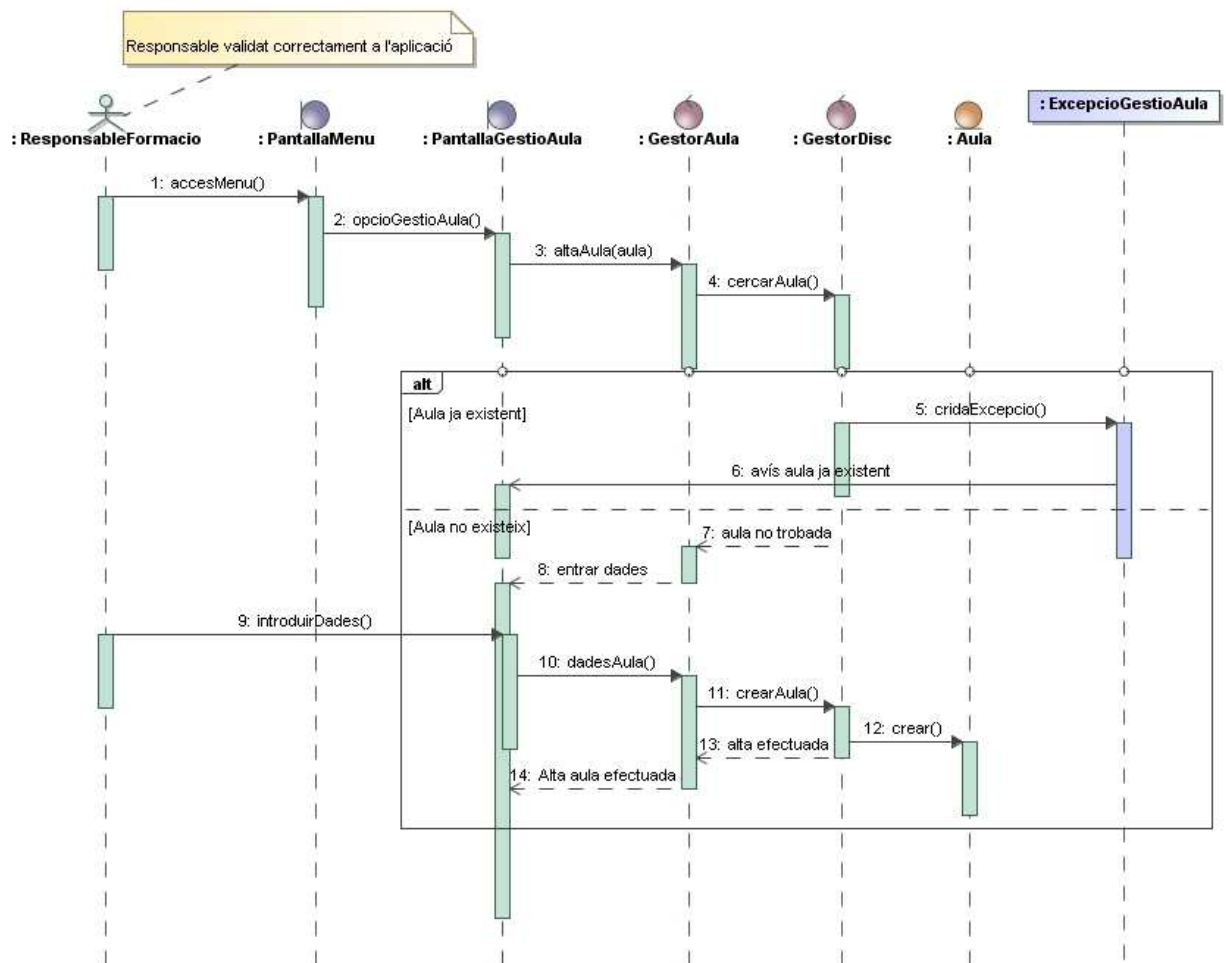 Responsable validat correctament a l'aplicació
: ResponsableFormacio
: PantallaMenu
: PantallaGestioAula
: GestorAula
: GestorDisc
: Aula
: ExcepcioGestioAula
1: accesMenu()
2: opcioGestioAula()
3: altaAula(aula)
4: cercarAula()
alt
[Aula ja existent]
5: cridaExcepcio()
6: avís aula ja existent
[Aula no existeix]
7: aula no trobada
8: entrar dades
9: introduirDades()
10: dadesAula()
11: crearAula()
12: crear()
13: alta efectuada
14: Alta aula efectuada